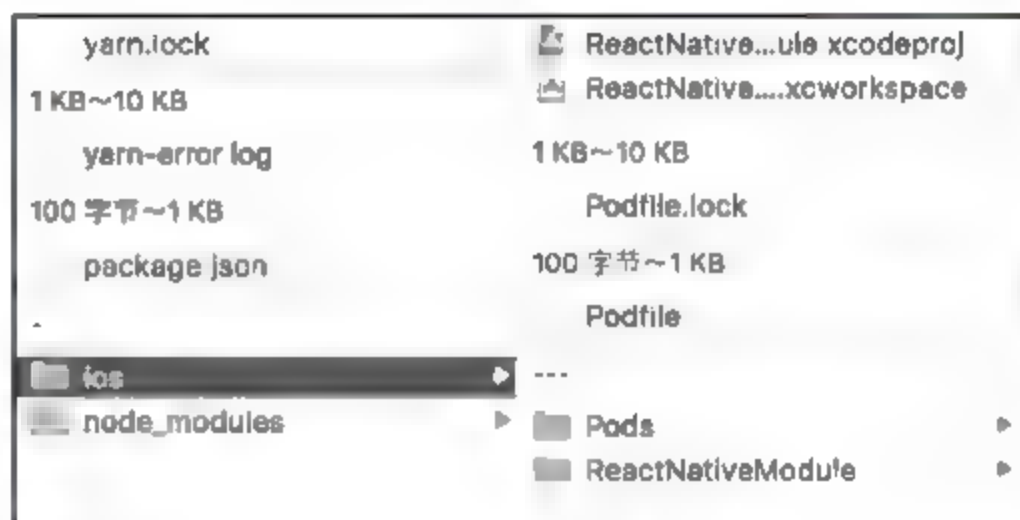 yarn.lock
1 KB~10 KB
yarn-error log
100 字节~1 KB
package json
ios
node_modules
ReactNative...ule xcodeproj
ReactNative....xcworkspace
1 KB~10 KB
Podfile.lock
100 字节~1 KB
Podfile
---
Pods
ReactNativeModule